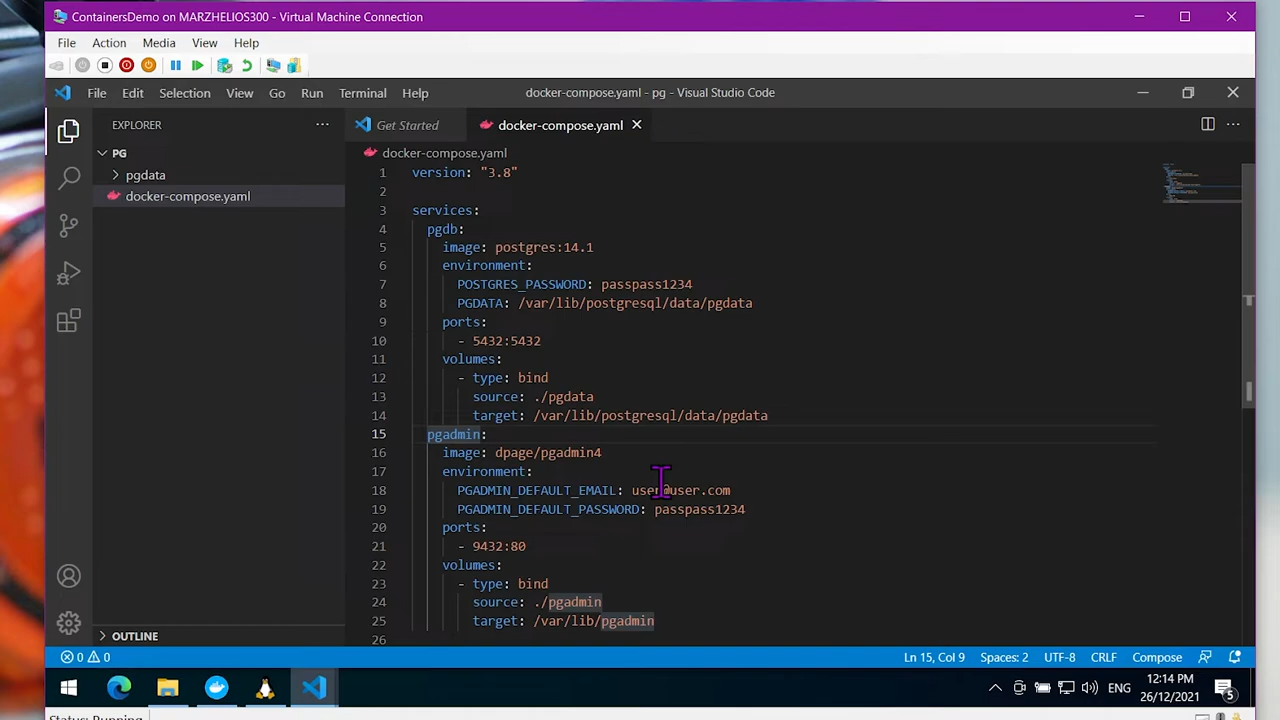 ContainersDemo on MARZHELIOS300 - Virtual Machine Connection
File Action Media View Help
File Edit Selection View Go Run Terminal Help docker-compose.yaml - pg - Visual Studio Code
EXPLORER ··· Get Started docker-compose.yaml
PG docker-compose.yaml
pgdata
docker-compose.yaml
1 version: "3.8"
2
3 services:
4 pgdb:
5 image: postgres:14.1
6 environment:
7 POSTGRES_PASSWORD: passpass1234
8 PGDATA: /var/lib/postgresql/data/pgdata
9 ports:
10 - 5432:5432
11 volumes:
12 - type: bind
13 source: ./pgdata
14 target: /var/lib/postgresql/data/pgdata
15 pgadmin:
16 image: dpage/pgadmin4
17 environment:
18 PGADMIN_DEFAULT_EMAIL: user@user.com
19 PGADMIN_DEFAULT_PASSWORD: passpass1234
20 ports:
21 - 9432:80
22 volumes:
23 - type: bind
24 source: ./pgadmin
25 target: /var/lib/pgadmin
26
OUTLINE
0 0 Ln 15, Col 9 Spaces: 2 UTF-8 CRLF Compose
ENG 12:14 PM
26/12/2021 5
Status: Running